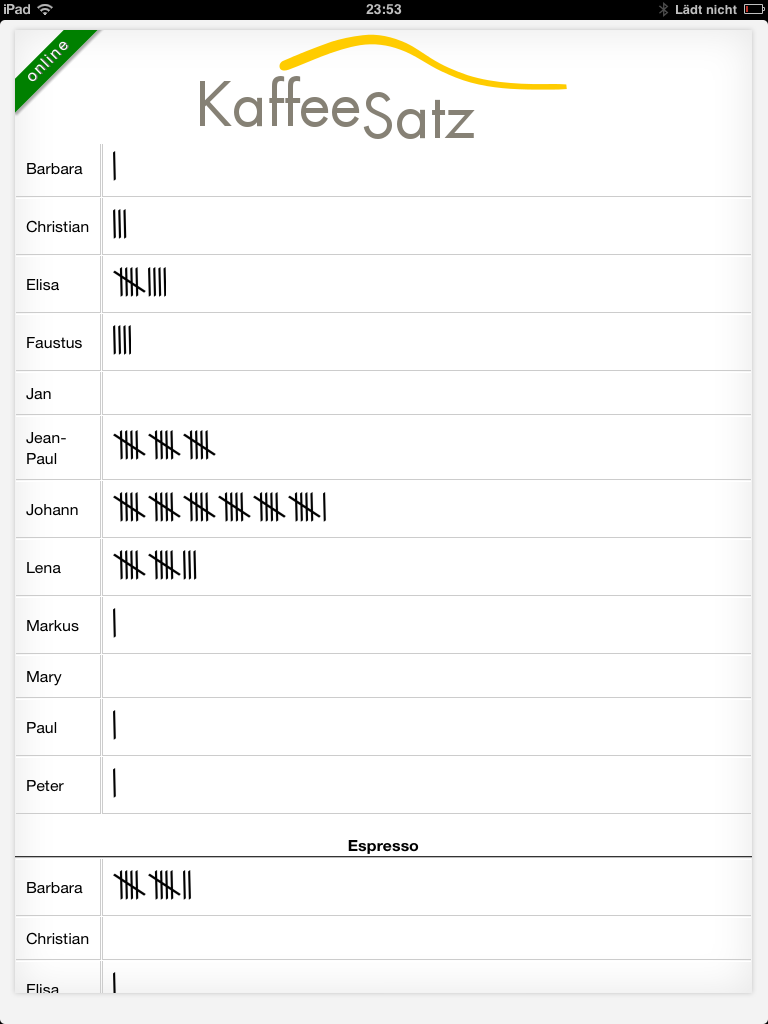 iPad 23:53 Lädt nicht
online
KaffeeSatz
Barbara
Christian
Elisa
Faustus
Jan
Jean-
Paul
Johann
Lena
Markus
Mary
Paul
Peter
Espresso
Barbara
Christian
Elisa